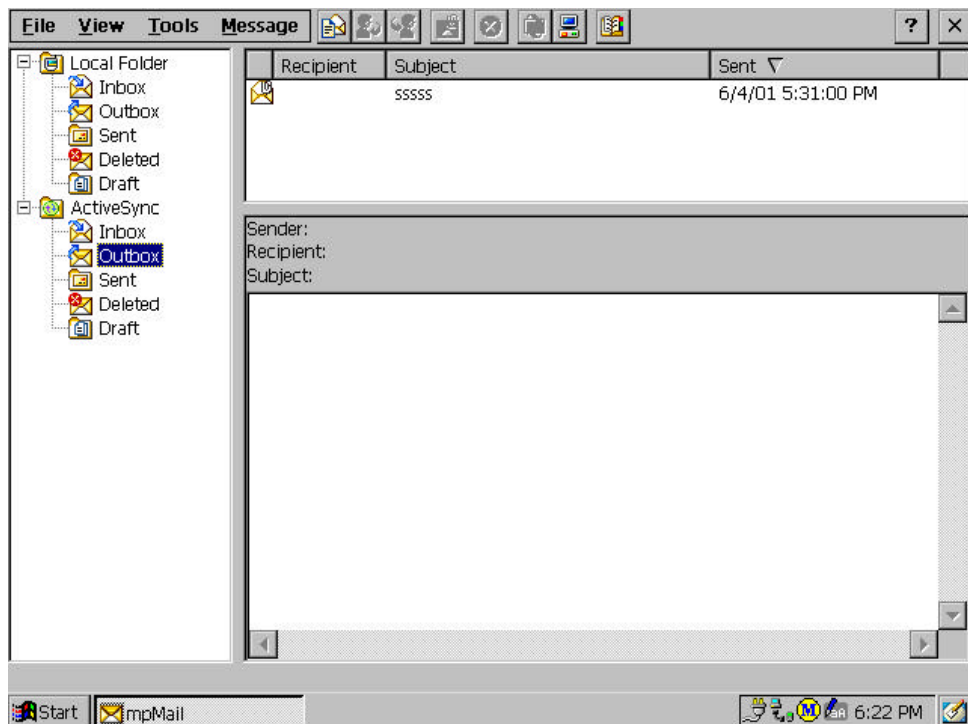 File View Tools Message ? ×
Local Folder
Inbox
Outbox
Sent
Deleted
Draft
ActiveSync
Inbox
Outbox
Sent
Deleted
Draft
Recipient Subject Sent
sssss 6/4/01 5:31:00 PM
Sender:
Recipient:
Subject:
Start mpMail M 6:22 PM